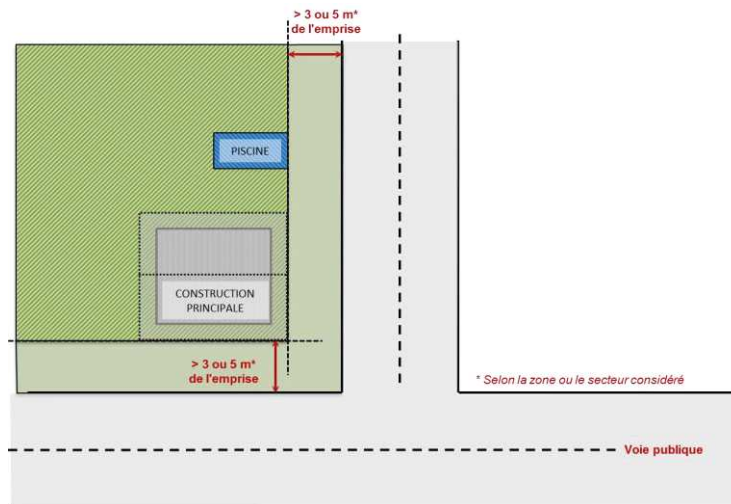 > 3 ou 5 m*
de l'emprise
PISCINE
CONSTRUCTION
PRINCIPALE
> 3 ou 5 m*
de l'emprise
* Selon la zone ou le secteur considéré
Voie publique